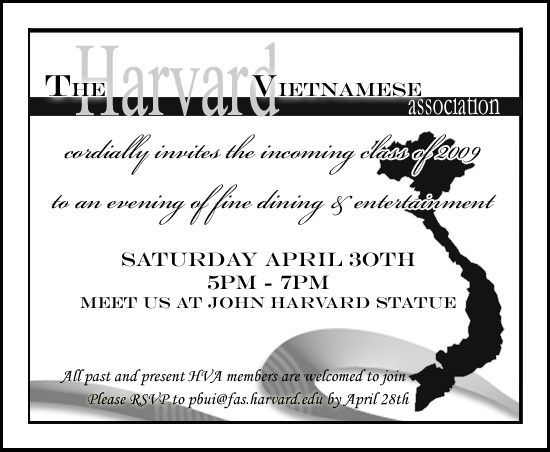 The Harvard Vietnamese
association
cordially invites the incoming class of 2009
to an evening of fine dining & entertainment
SATURDAY APRIL 30TH
5PM - 7PM
MEET US AT JOHN HARVARD STATUE
All past and present HVA members are welcomed to join
Please RSVP to pbui@fas.harvard.edu by April 28th